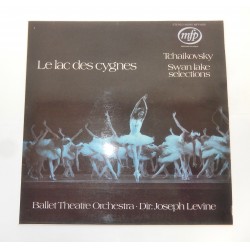 mfp
Tchaikovsky
Le lac des cygnes
Swan lake
selections
Ballet Theatre Orchestra - Dir: Joseph Levine